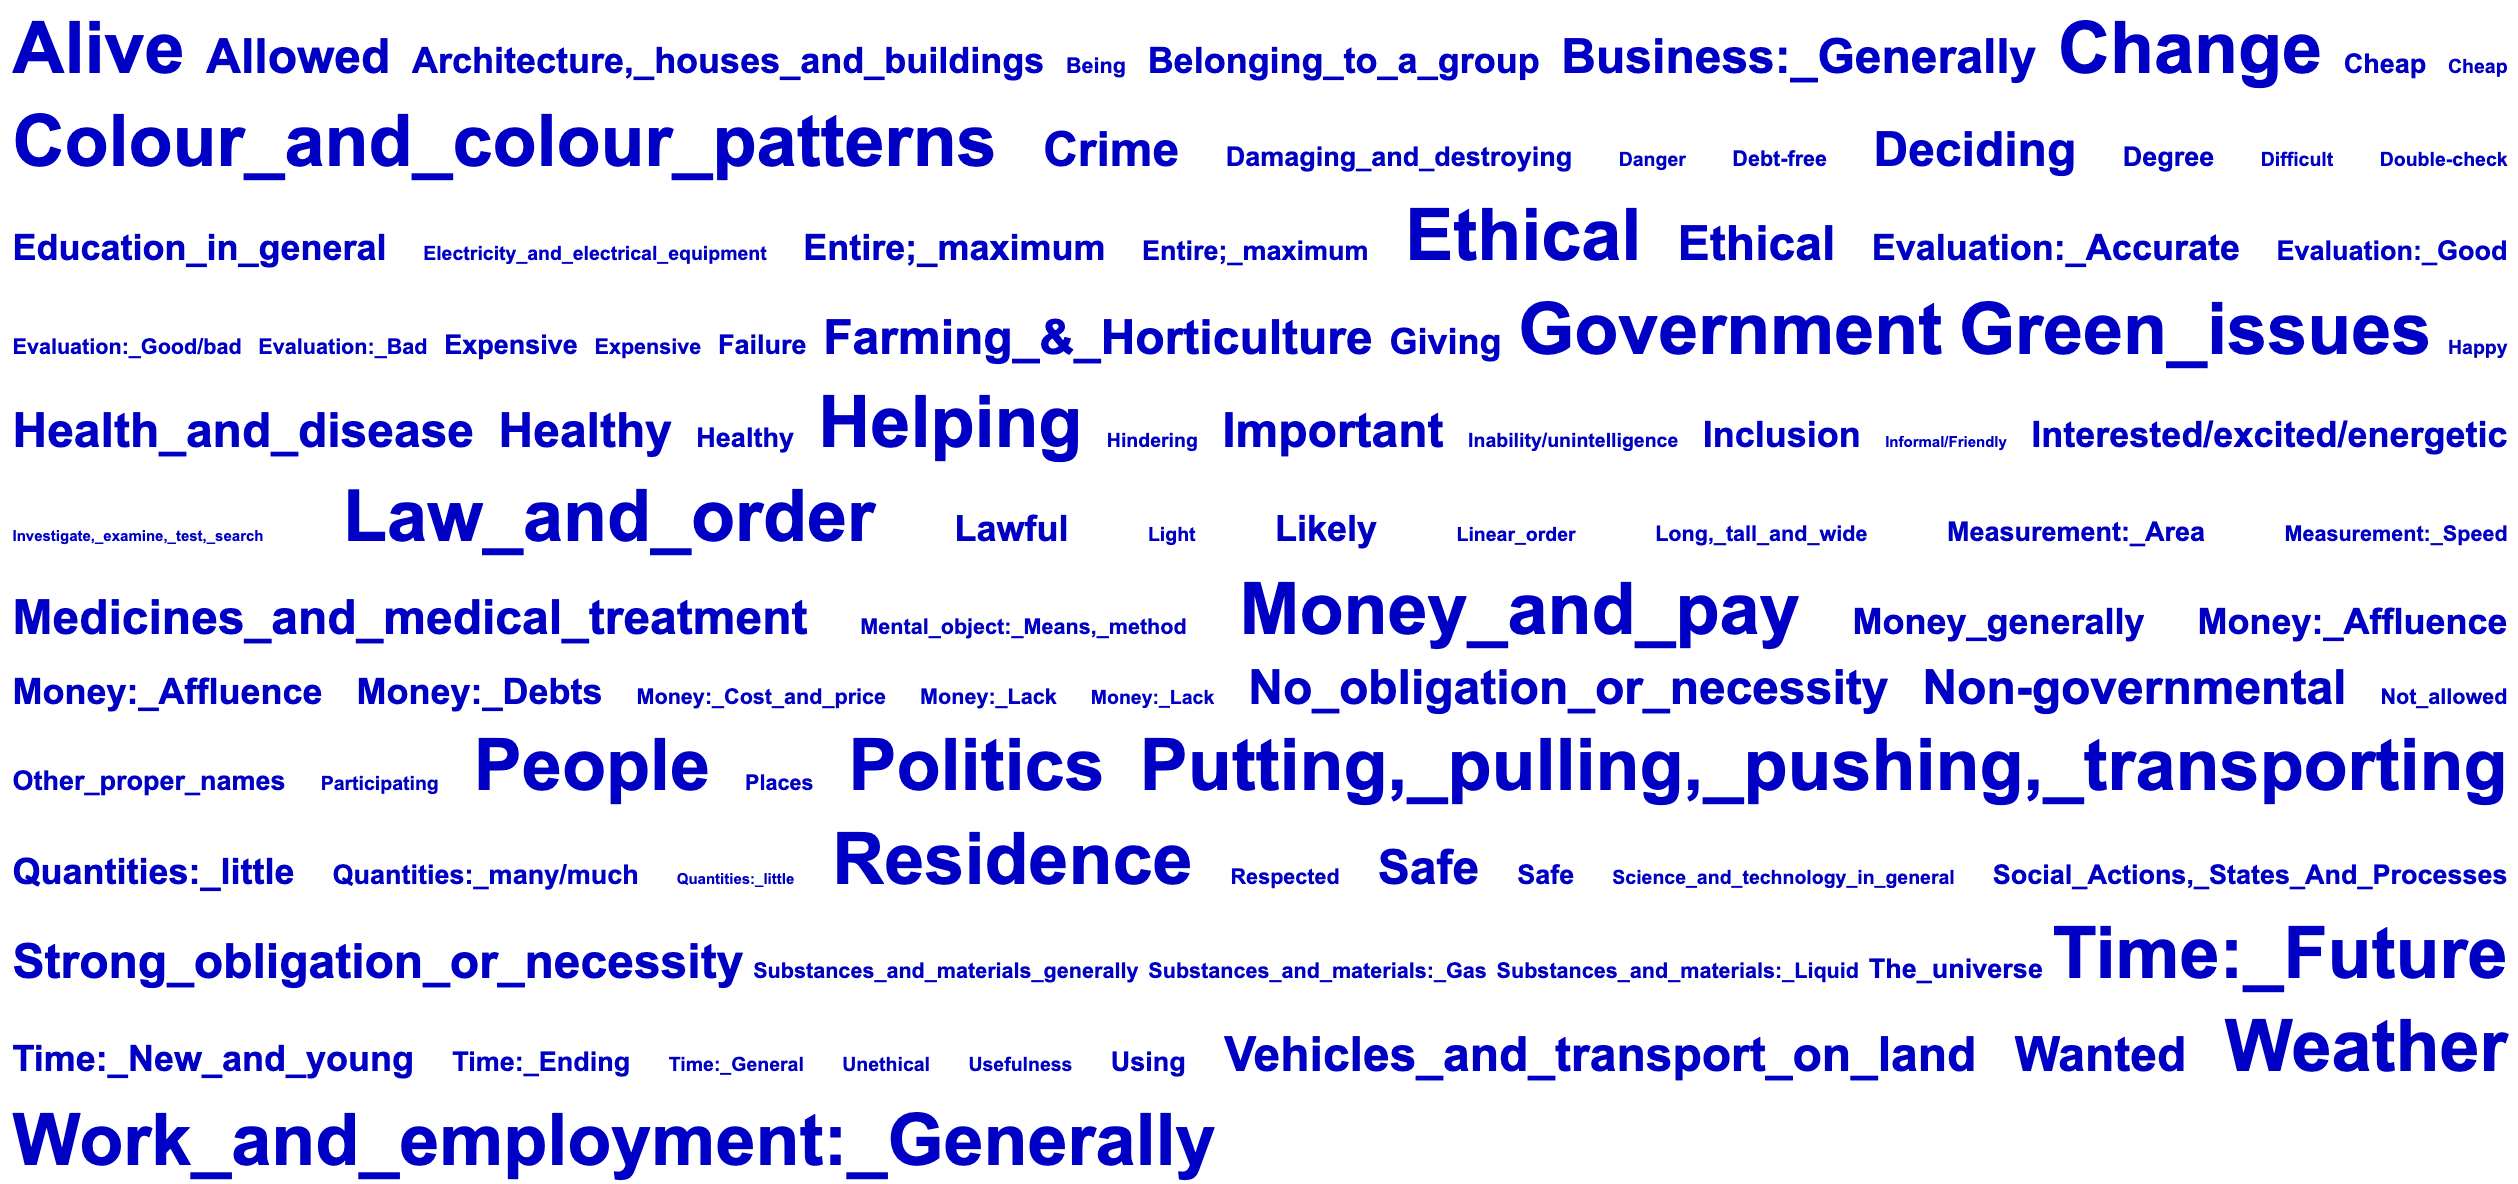 Alive Allowed Architecture,_houses_and_buildings Being Belonging_to_a_group Business:_Generally Change Cheap Cheap
Colour_and_colour_patterns Crime Damaging_and_destroying Danger Debt-free Deciding Degree Difficult Double-check
Education_in_general Electricity_and_electrical_equipment Entire;_maximum Entire;_maximum Ethical Ethical Evaluation:_Accurate Evaluation:_Good
Evaluation:_Good/bad Evaluation:_Bad Expensive Expensive Failure Farming_&_Horticulture Giving Government Green_issues Happy
Health_and_disease Healthy Healthy Helping Hindering Important Inability/unintelligence Inclusion Informal/Friendly Interested/excited/energetic
Investigate,_examine,_test,_search Law_and_order Lawful Light Likely Linear_order Long,_tall_and_wide Measurement:_Area Measurement:_Speed
Medicines_and_medical_treatment Mental_object:_Means,_method Money_and_pay Money_generally Money:_Affluence
Money:_Affluence Money:_Debts Money:_Cost_and_price Money:_Lack Money:_Lack No_obligation_or_necessity Non-governmental Not_allowed
Other_proper_names Participating People Places Politics Putting,_pulling,_pushing,_transporting
Quantities:_little Quantities:_many/much Quantities:_little Residence Respected Safe Safe Science_and_technology_in_general Social_Actions,_States_And_Processes
Strong_obligation_or_necessity Substances_and_materials_generally Substances_and_materials:_Gas Substances_and_materials:_Liquid The_universe Time:_Future
Time:_New_and_young Time:_Ending Time:_General Unethical Usefulness Using Vehicles_and_transport_on_land Wanted Weather
Work_and_employment:_Generally